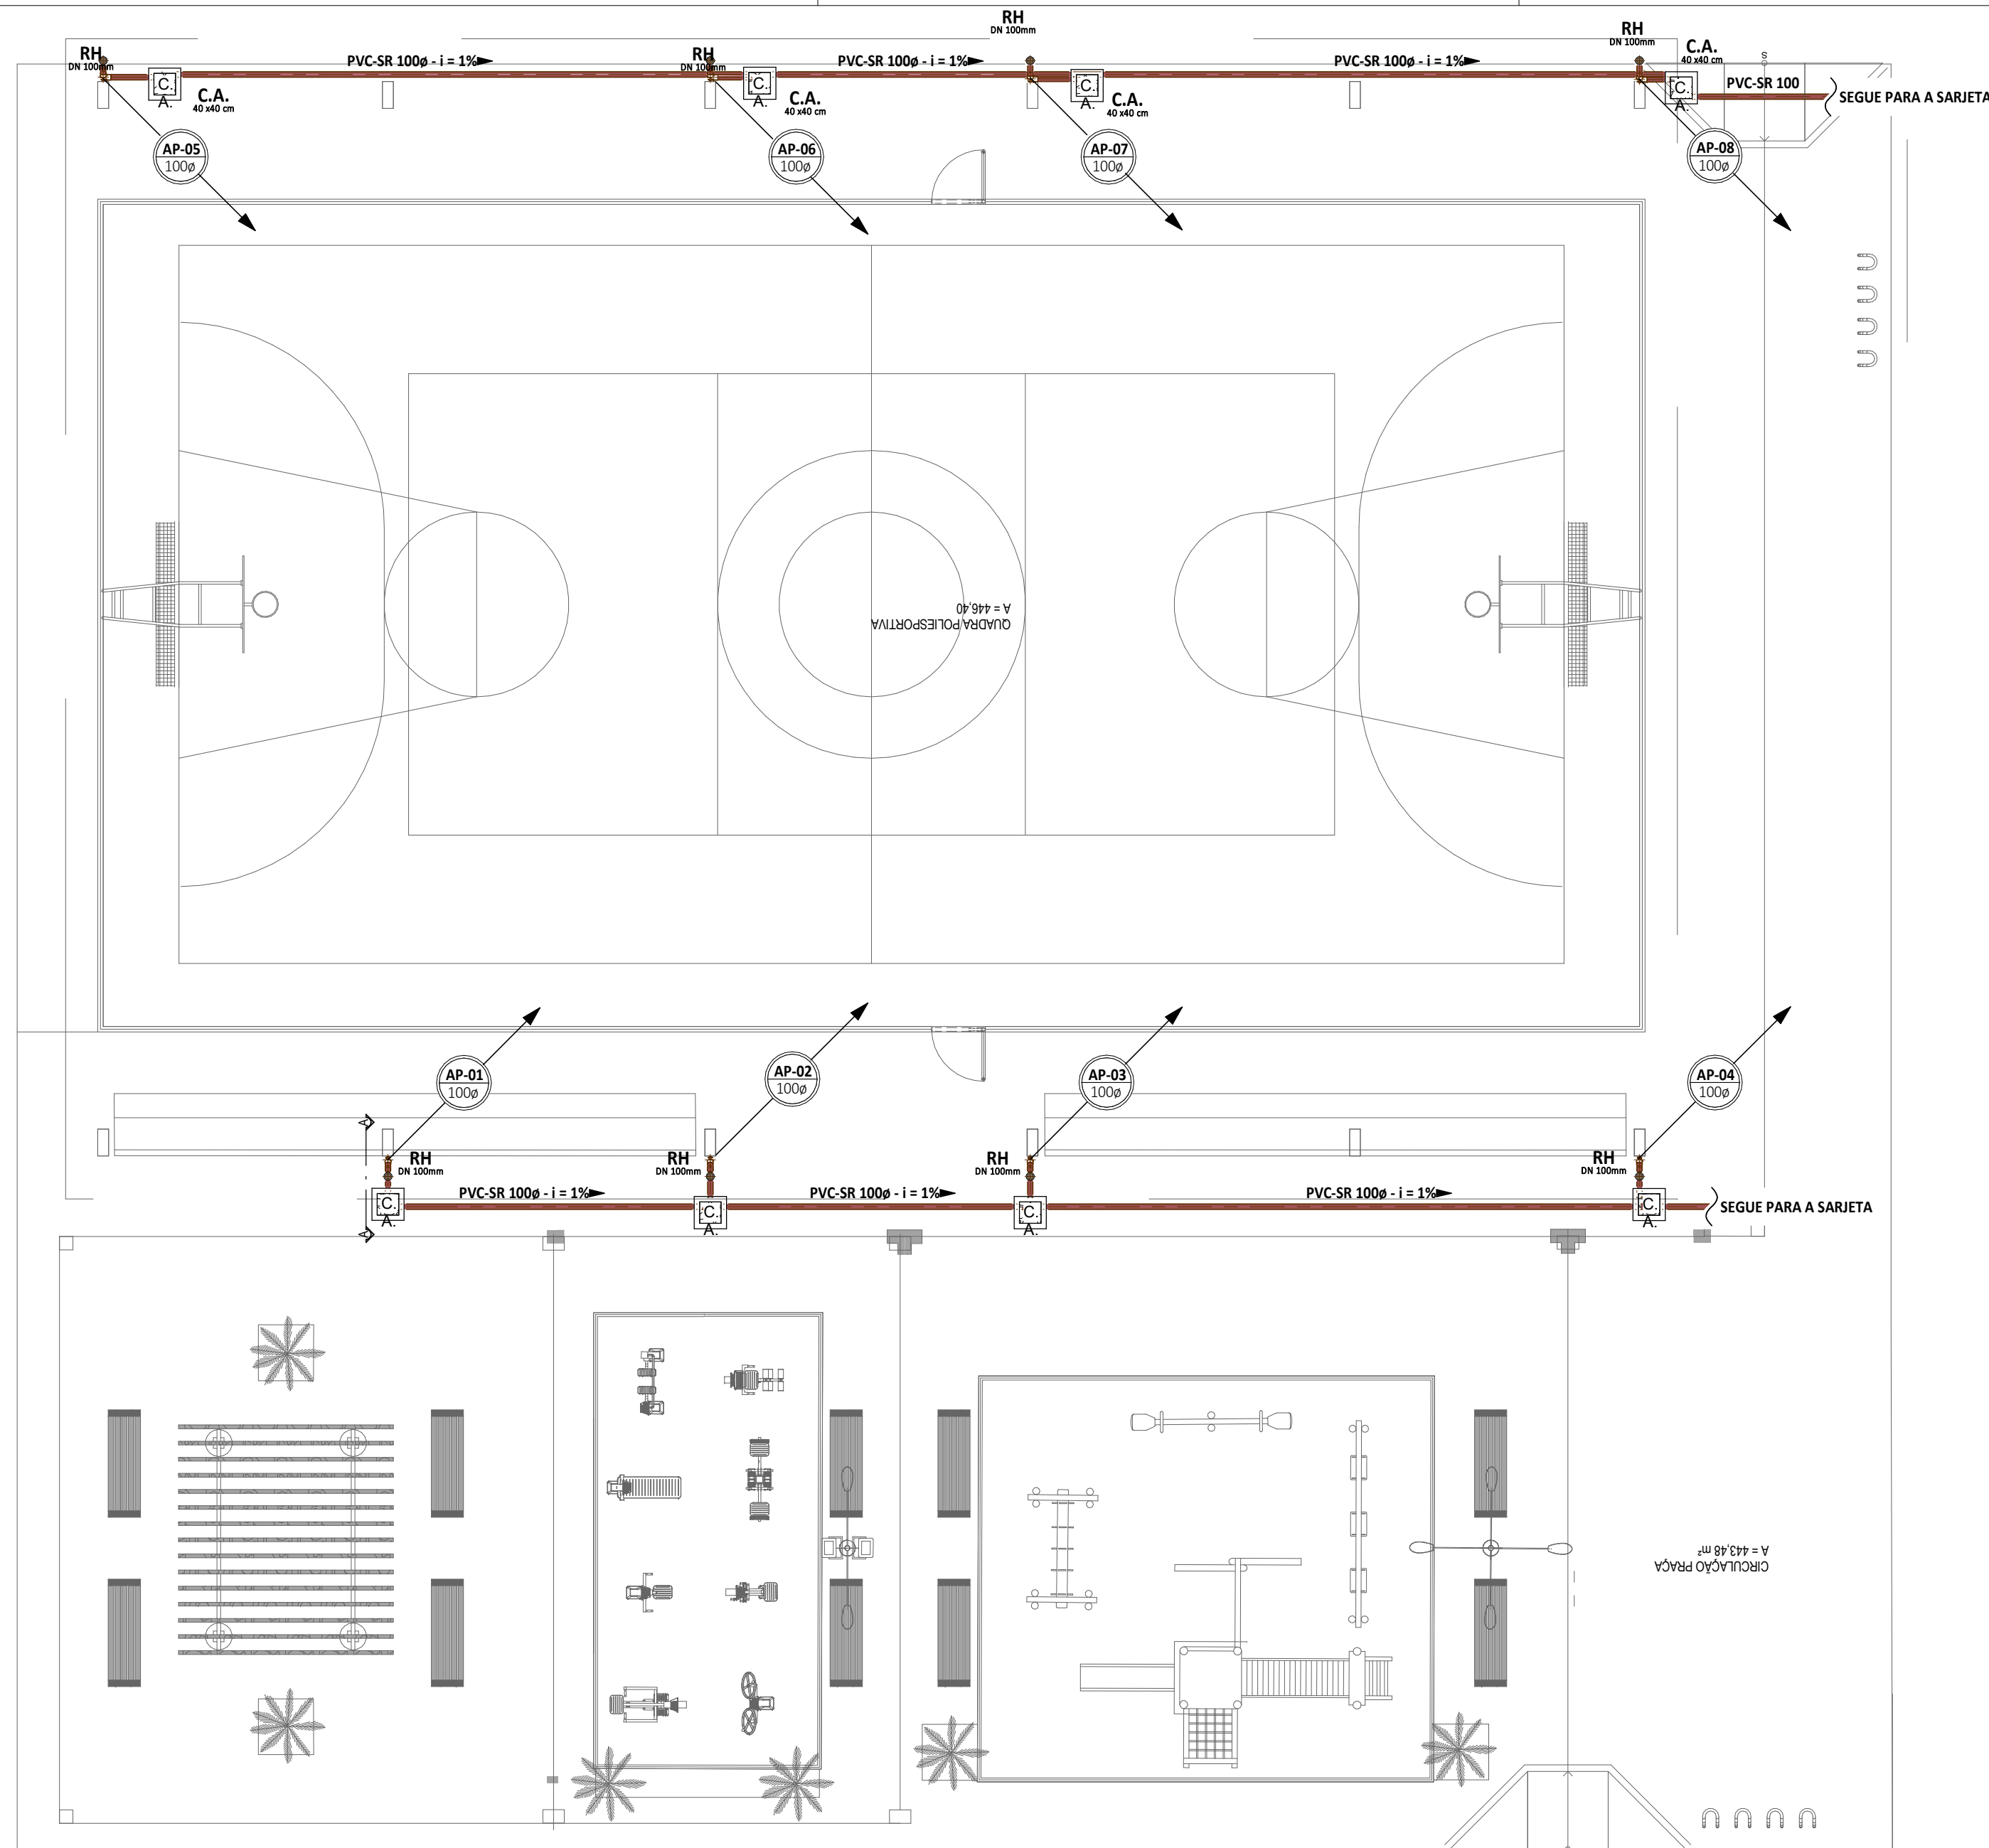 RH
DN 100mm
PVC-SR 100ø - i = 1%
RH
DN 100mm
PVC-SR 100ø - i = 1%
RH
DN 100mm
PVC-SR 100ø - i = 1%
RH
DN 100mm
C.A.
40 x40 cm
S
C.
A.
C.A.
40 x40 cm
C.
A.
C.A.
40 x40 cm
C.
A.
C.A.
40 x40 cm
C.
A.
PVC-SR 100
SEGUE PARA A SARJETA
AP-05
100ø
AP-06
100ø
AP-07
100ø
AP-08
100ø
QUADRA POLIESPORTIVA
A = 446,40
AP-01
100ø
AP-02
100ø
AP-03
100ø
AP-04
100ø
A
RH
DN 100mm
RH
DN 100mm
RH
DN 100mm
RH
DN 100mm
C.
A.
PVC-SR 100ø - i = 1%
C.
A.
PVC-SR 100ø - i = 1%
C.
A.
PVC-SR 100ø - i = 1%
C.
A.
SEGUE PARA A SARJETA
A
CIRCULAÇÃO PRAÇA
A = 443,48 m²